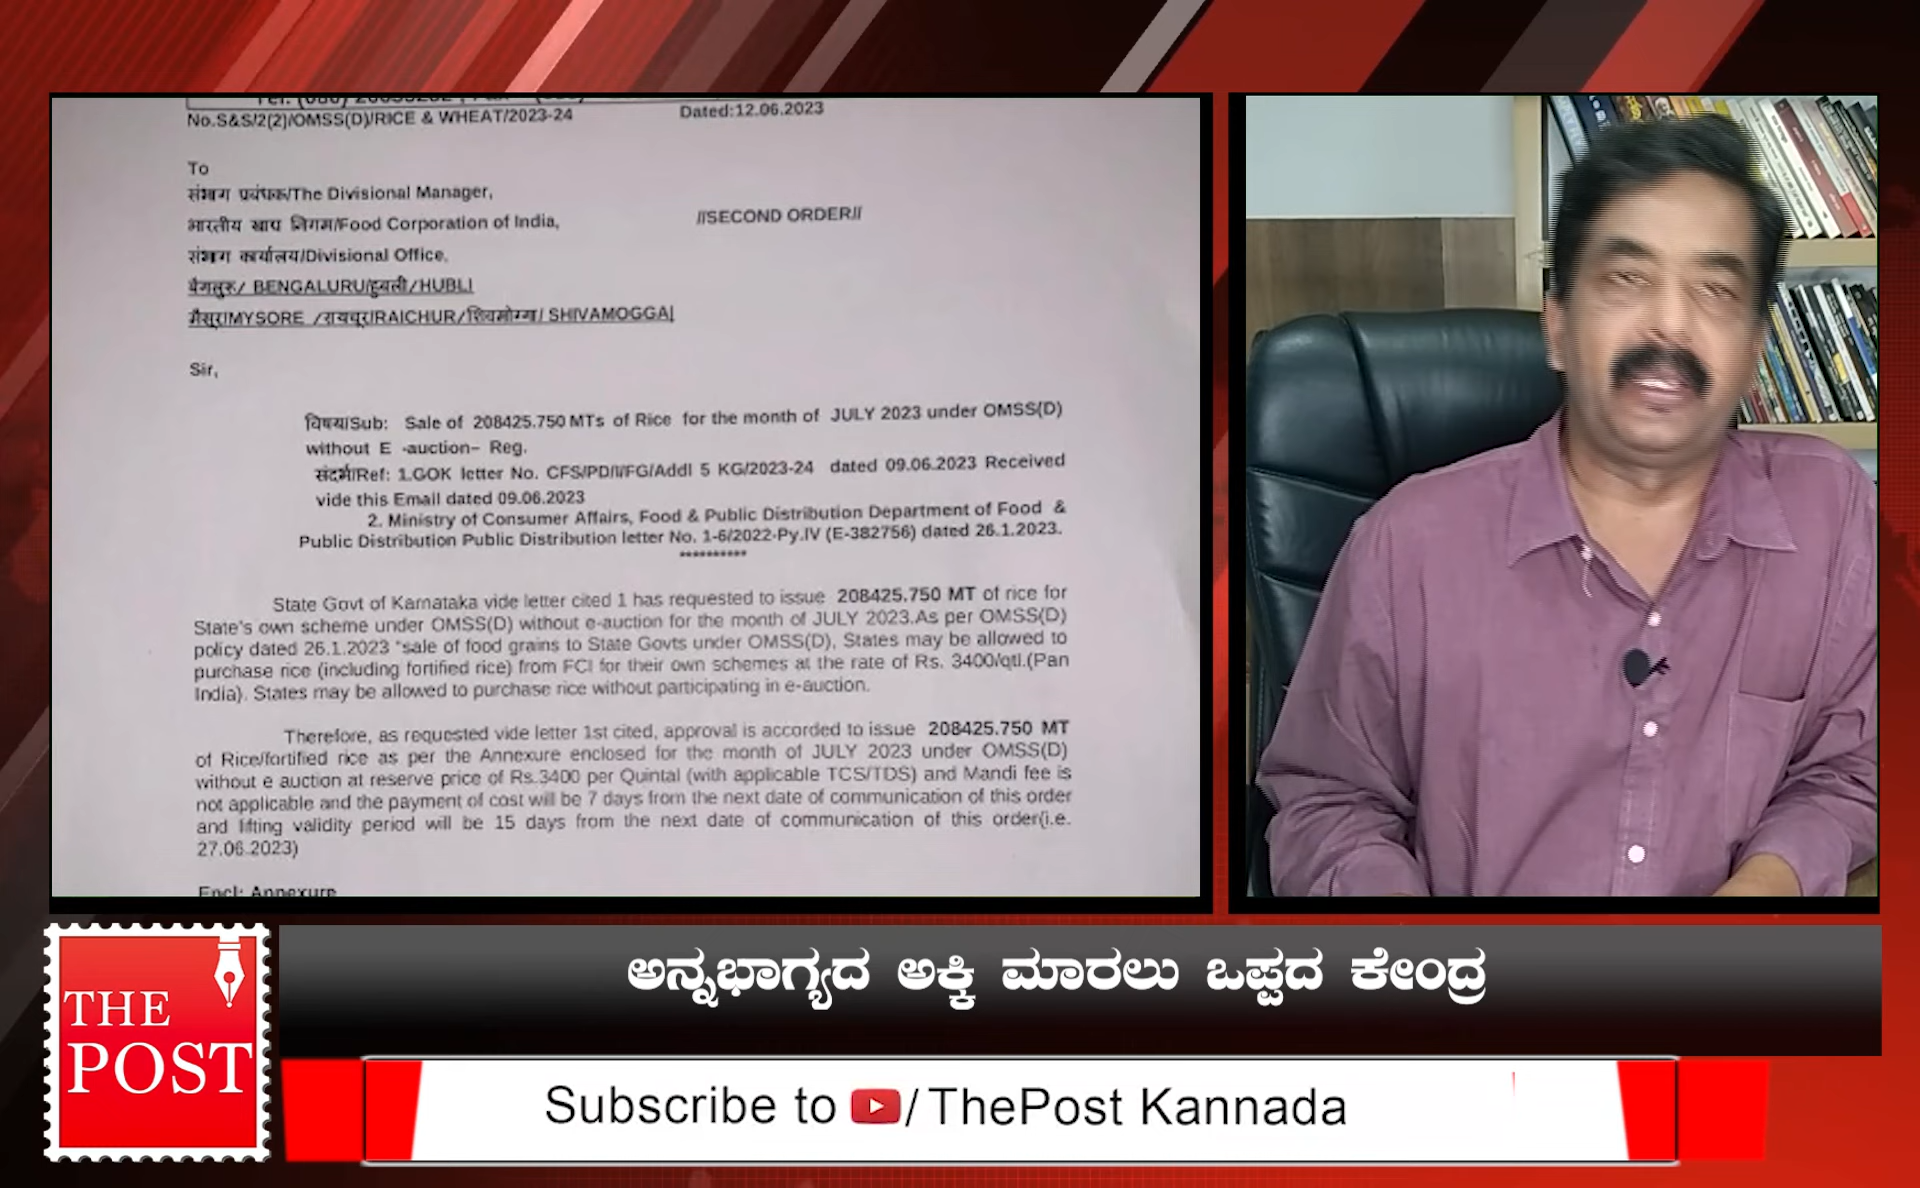 No.S&S/2(2)/OMSS(D)/RICE & WHEAT/2023-24 Dated:12.06.2023
To
संभाग प्रबंधक/The Divisional Manager,
भारतीय खाद्य निगम/Food Corporation of India, //SECOND ORDER//
संभाग कार्यालय/Divisional Office,
बेंगलुरु/ BENGALURU/हुबली/HUBLI
मैसूर/MYSORE /रायचूर/RAICHUR/शिवमोग्गा/ SHIVAMOGGA|
Sir,
विषय/Sub: Sale of 208425.750 MTs of Rice for the month of JULY 2023 under OMSS(D)
without E -auction– Reg.
संदर्भ/Ref: 1.GOK letter No. CFS/PD/I/FG/Addl 5 KG/2023-24 dated 09.06.2023 Received
vide this Email dated 09.06.2023
2. Ministry of Consumer Affairs, Food & Public Distribution Department of Food &
Public Distribution Public Distribution letter No. 1-6/2022-Py.IV (E-382756) dated 26.1.2023.
**********
State Govt of Karnataka vide letter cited 1 has requested to issue 208425.750 MT of rice for
State's own scheme under OMSS(D) without e-auction for the month of JULY 2023.As per OMSS(D)
policy dated 26.1.2023 "sale of food grains to State Govts under OMSS(D), States may be allowed to
purchase rice (including fortified rice) from FCI for their own schemes at the rate of Rs. 3400/qtl.(Pan
India). States may be allowed to purchase rice without participating in e-auction.
Therefore, as requested vide letter 1st cited, approval is accorded to issue 208425.750 MT
of Rice/fortified rice as per the Annexure enclosed for the month of JULY 2023 under OMSS(D)
without e auction at reserve price of Rs.3400 per Quintal (with applicable TCS/TDS) and Mandi fee is
not applicable and the payment of cost will be 7 days from the next date of communication of this order
and lifting validity period will be 15 days from the next date of communication of this order(i.e.
27.06.2023)
Encl: Annexure
ಅನ್ನಭಾಗ್ಯದ ಅಕ್ಕಿ ಮಾರಲು ಒಪ್ಪದ ಕೇಂದ್ರ
THE
POST
Subscribe to / ThePost Kannada